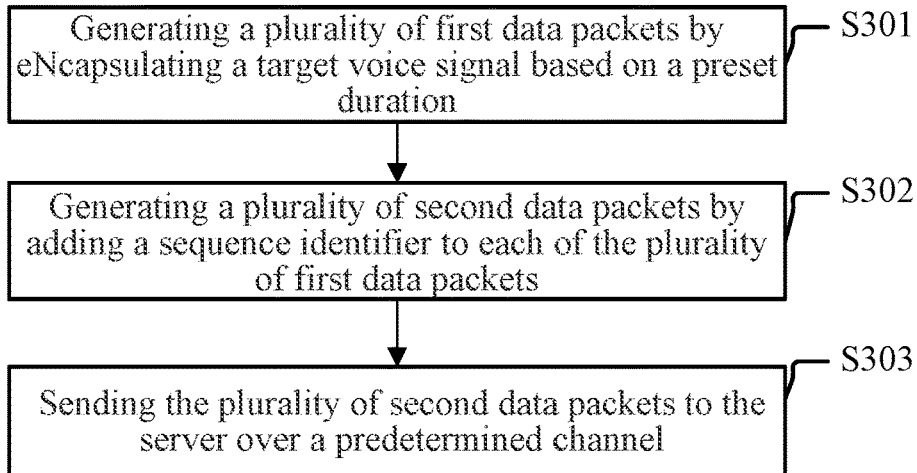 Generating a plurality of first data packets by
eNcapsulating a target voice signal based on a preset
duration
S301
Generating a plurality of second data packets by
adding a sequence identifier to each of the plurality
of first data packets
S302
Sending the plurality of second data packets to the
server over a predetermined channel
S303